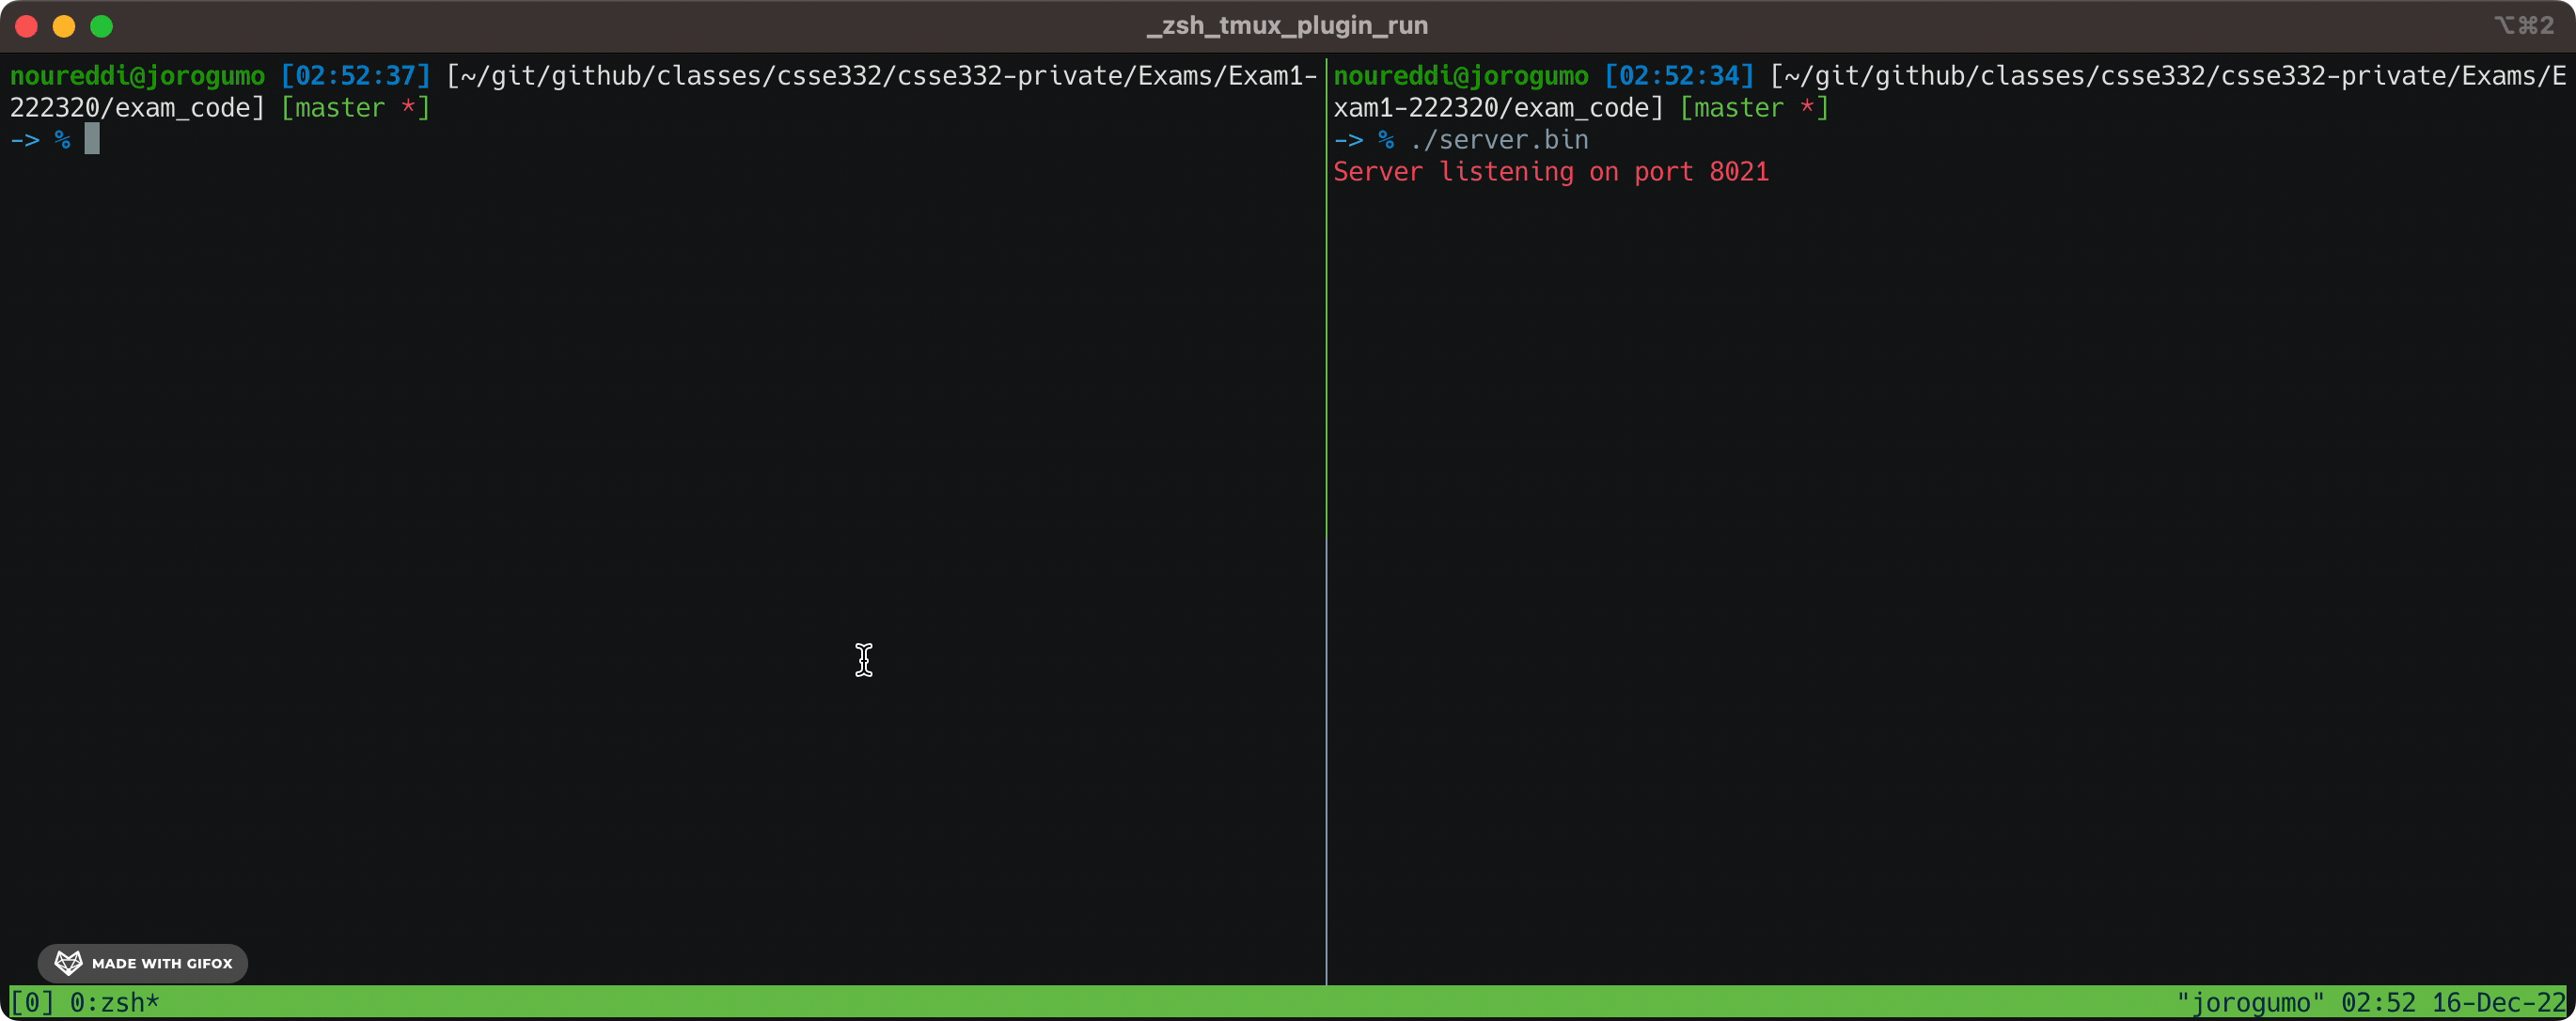 _zsh_tmux_plugin_run
⌥⌘2
noureddi@jorogumo [02:52:37] [~/git/github/classes/csse332/csse332-private/Exams/Exam1-
222320/exam_code] [master *]
-> %
noureddi@jorogumo [02:52:34] [~/git/github/classes/csse332/csse332-private/Exams/E
xam1-222320/exam_code] [master *]
-> % ./server.bin
Server listening on port 8021
MADE WITH GIFOX
[0] 0:zsh*
"jorogumo" 02:52 16-Dec-22